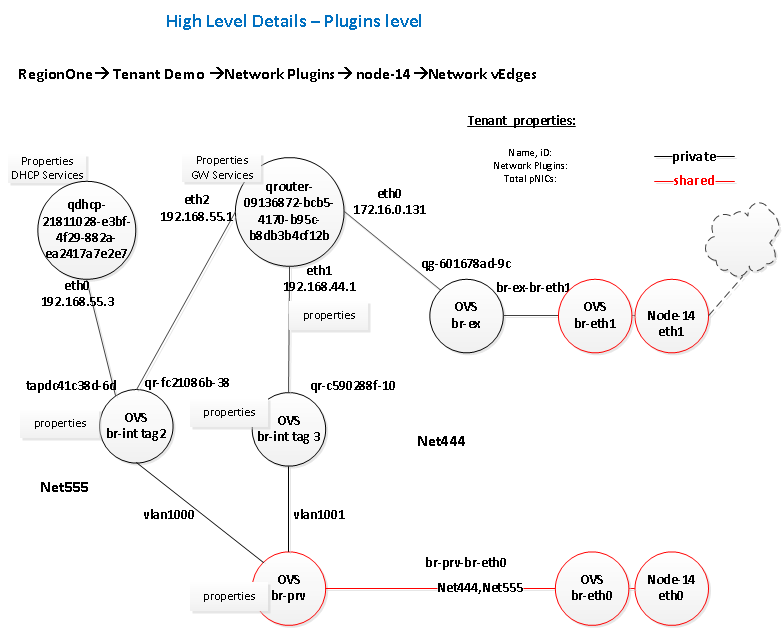 High Level Details – Plugins level
RegionOne→ Tenant Demo →Network Plugins→ node-14 →Network vEdges
Tenant properties:
Name, iD:
Network Plugins:
Total pNICs:
private
shared
Properties
DHCP Services
qdhcp-
21811028-e3bf-
4f29-882a-
ea2417a7e2e7
eth0
192.168.55.3
Properties
GW Services
eth2
192.168.55.1
qrouter-
09136872-bcb5-
4170-b95c-
b8db3b4cf12b
eth0
172.16.0.131
eth1
192.168.44.1
properties
qg-601678ad-9c
OVS
br-ex
br-ex-br-eth1
OVS
br-eth1
Node-14
eth1
tapdc41c38d-6d
qr-fc21086b-38
qr-c590288f-10
properties
OVS
br-int tag2
properties
OVS
br-int tag 3
Net444
Net555
vlan1000
vlan1001
properties
OVS
br-prv
br-prv-br-eth0
Net444,Net555
OVS
br-eth0
Node-14
eth0